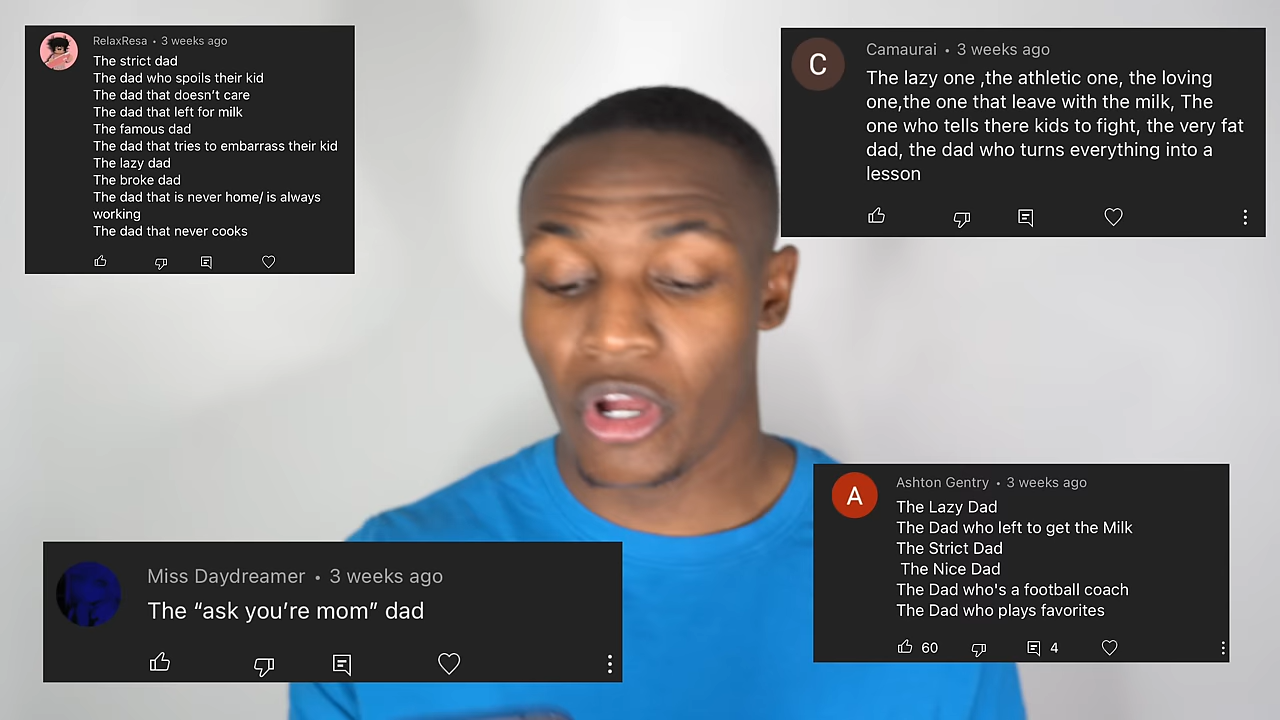 RelaxResa • 3 weeks ago
The strict dad
The dad who spoils their kid
The dad that doesn’t care
The dad that left for milk
The famous dad
The dad that tries to embarrass their kid
The lazy dad
The broke dad
The dad that is never home/ is always
working
The dad that never cooks
C
Camaurai • 3 weeks ago
The lazy one ,the athletic one, the loving
one,the one that leave with the milk, The
one who tells there kids to fight, the very fat
dad, the dad who turns everything into a
lesson
Miss Daydreamer • 3 weeks ago
The “ask you’re mom” dad
A
Ashton Gentry • 3 weeks ago
The Lazy Dad
The Dad who left to get the Milk
The Strict Dad
The Nice Dad
The Dad who's a football coach
The Dad who plays favorites
60 4